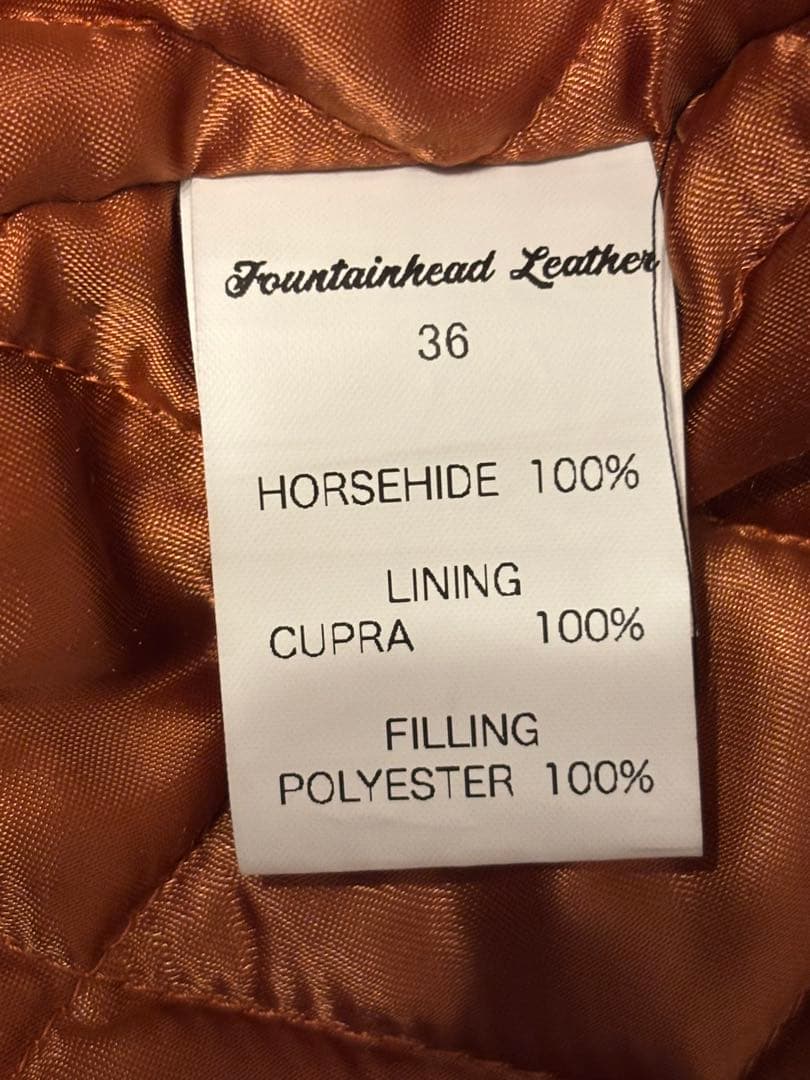 Fountainhead Leather
36
HORSEHIDE 100%
LINING
CUPRA 100%
FILLING
POLYESTER 100%